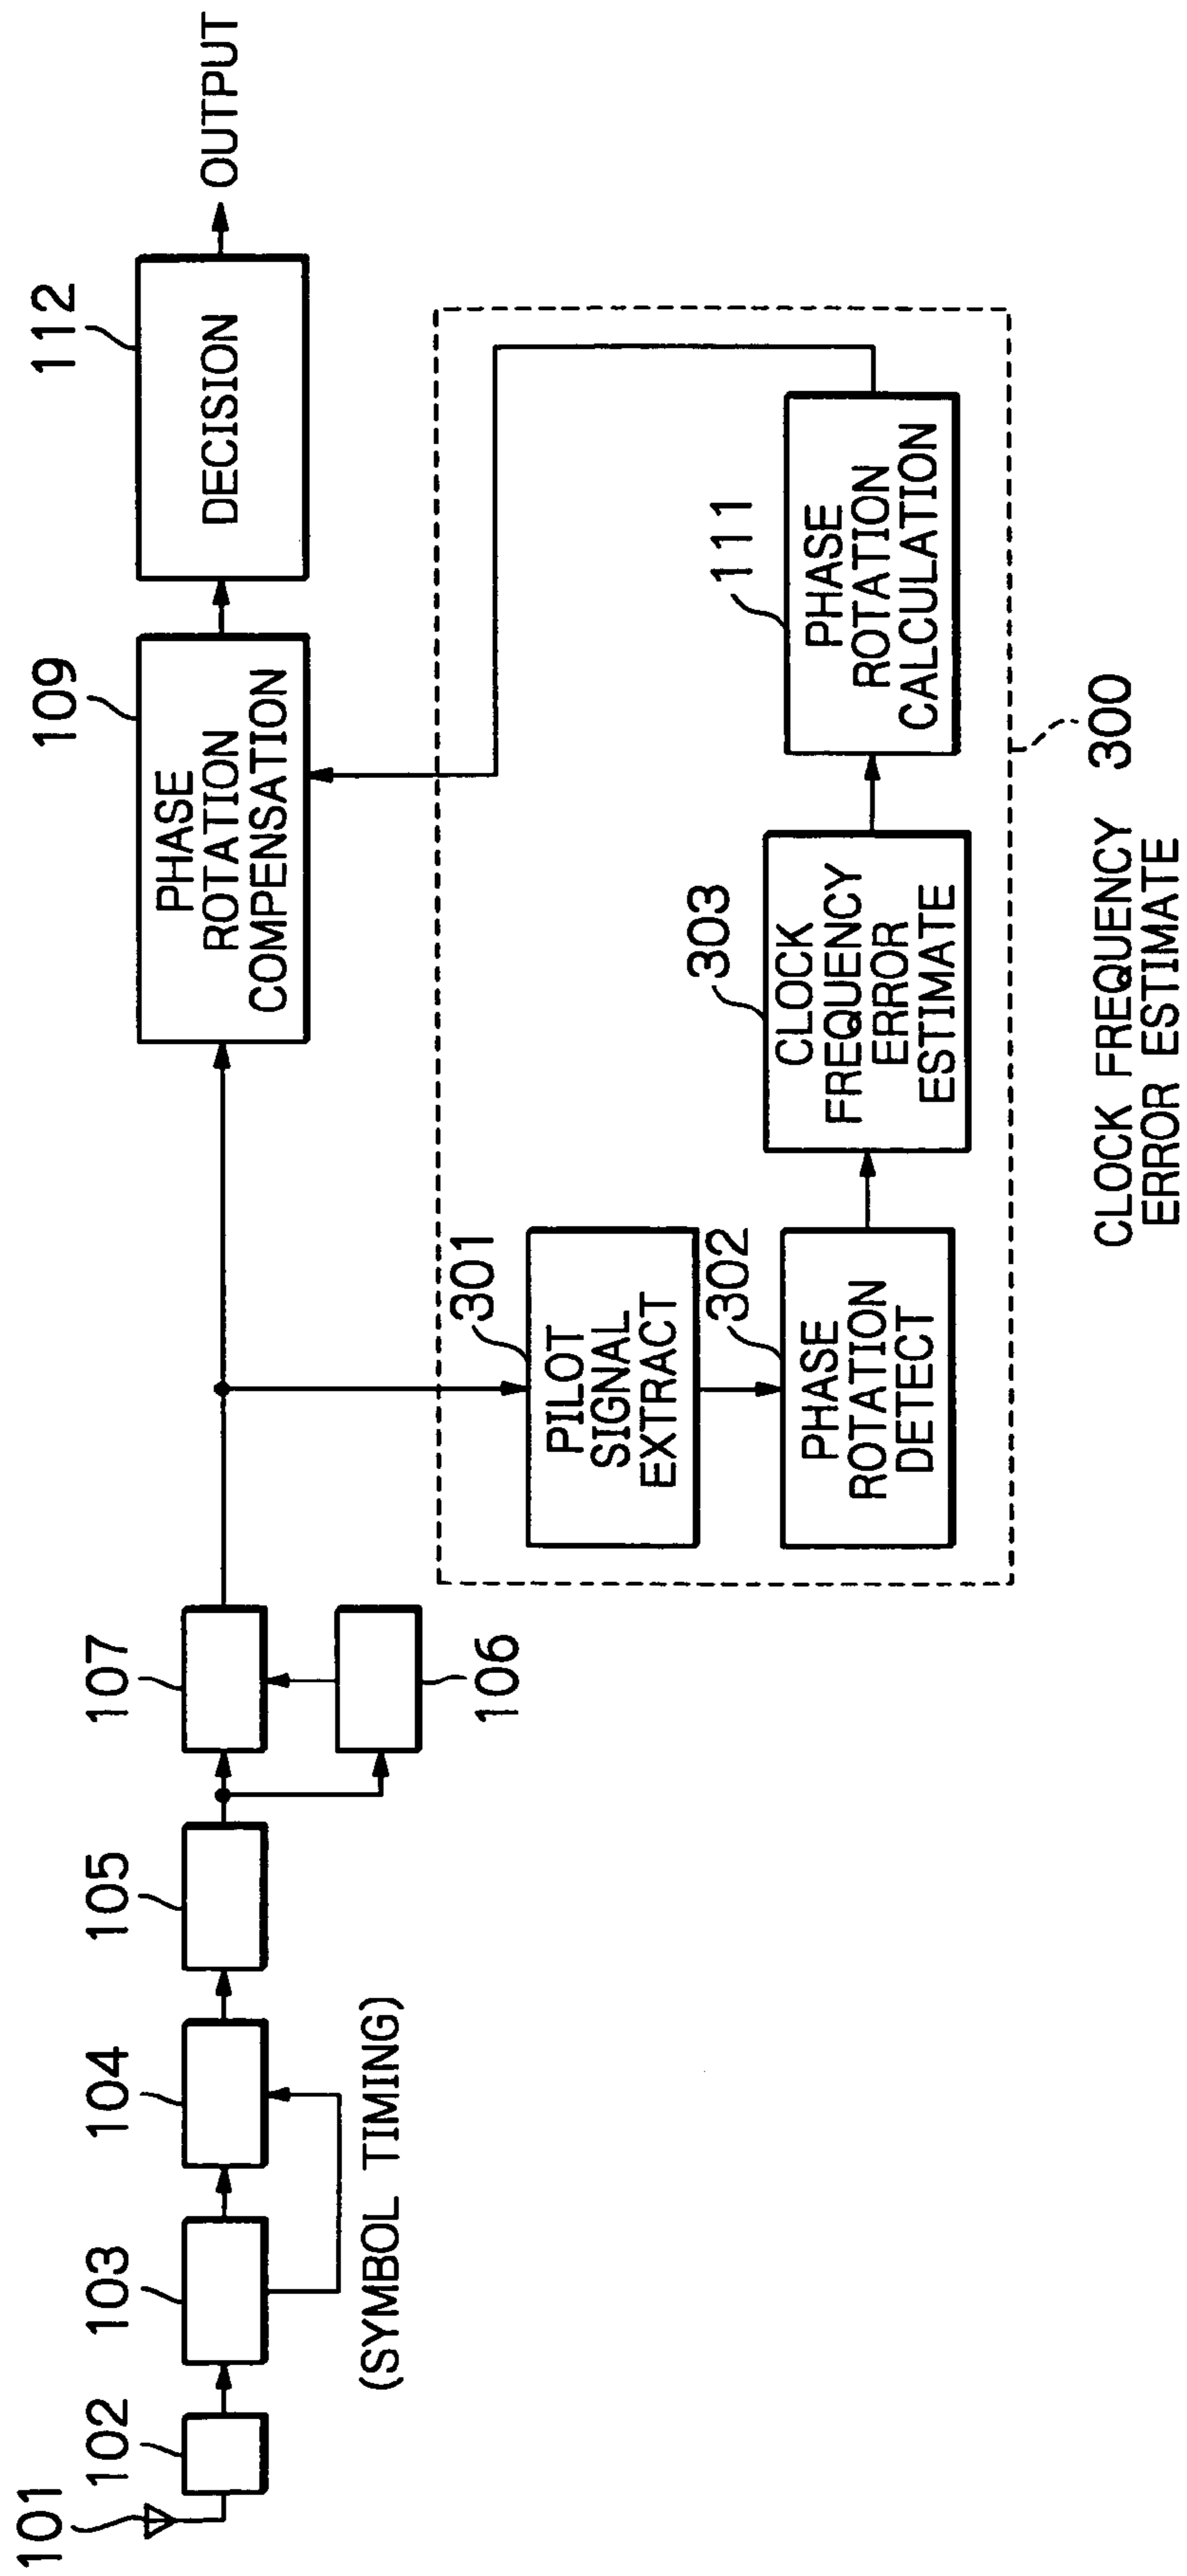 101
102
103
(SYMBOL TIMING)
104
105
106
107
109
PHASE
ROTATION
COMPENSATION
112
DECISION
OUTPUT
301
PILOT
SIGNAL
EXTRACT
302
PHASE
ROTATION
DETECT
303
CLOCK
FREQUENCY
ERROR
ESTIMATE
111
PHASE
ROTATION
CALCULATION
CLOCK FREQUENCY 300
ERROR ESTIMATE